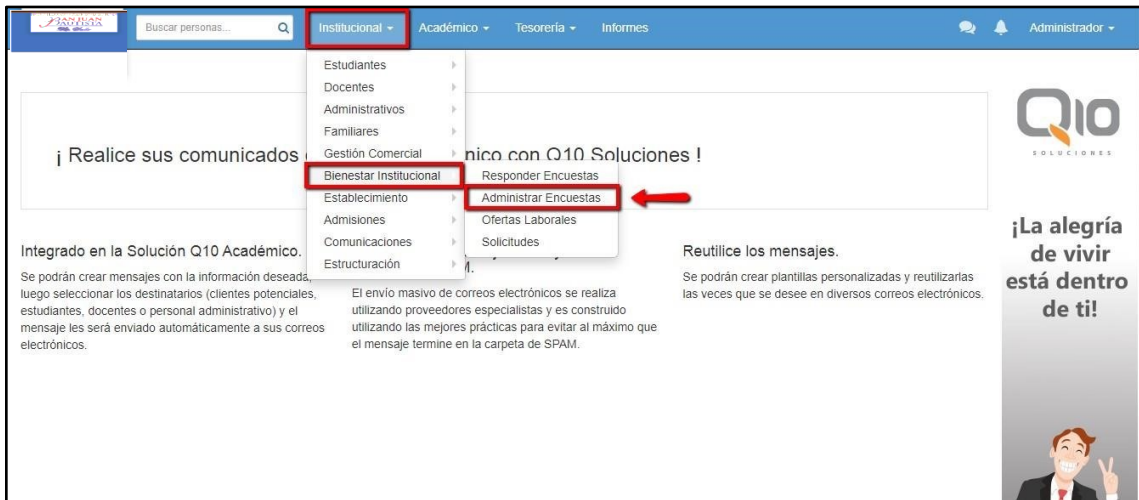 SAN JUAN
BAUTISTA
Buscar personas...
Institucional
Académico
Tesorería
Informes
Administrador
Estudiantes
Docentes
Administrativos
Familiares
Gestión Comercial
Bienestar Institucional
Establecimiento
Admisiones
Comunicaciones
Estructuración
Responder Encuestas
Administrar Encuestas
Ofertas Laborales
Solicitudes
¡ Realice sus comunicados
nico con Q10 Soluciones !
Integrado en la Solución Q10 Académico.
Se podrán crear mensajes con la información deseada,
luego seleccionar los destinatarios (clientes potenciales,
estudiantes, docentes o personal administrativo) y el
mensaje les será enviado automáticamente a sus correos
electrónicos.
El envío masivo de correos electrónicos se realiza
utilizando proveedores especialistas y es construido
utilizando las mejores prácticas para evitar al máximo que
el mensaje termine en la carpeta de SPAM.
Reutilice los mensajes.
Se podrán crear plantillas personalizadas y reutilizarlas
las veces que se desee en diversos correos electrónicos.
Q10
SOLUCIONES
¡La alegría
de vivir
está dentro
de ti!